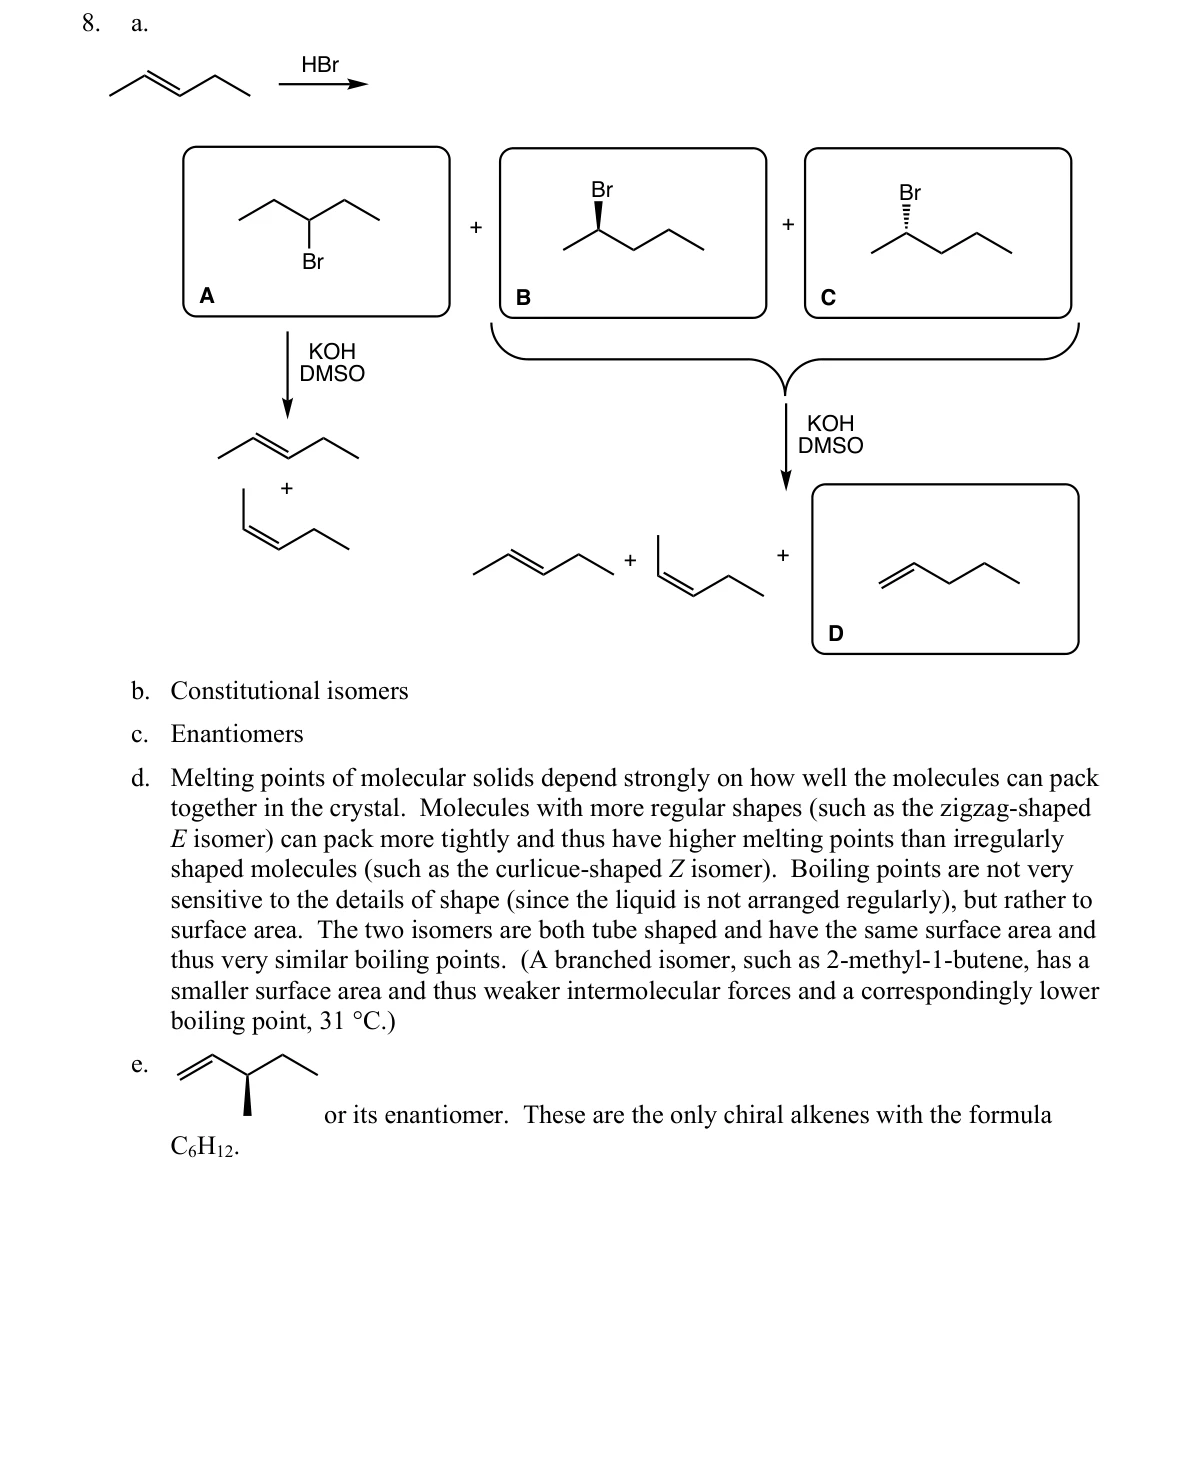 8. a.
HBr
Br
A
+
Br
B
+
Br
C
KOH
DMSO
+
KOH
DMSO
+
+
D
b. Constitutional isomers
c. Enantiomers
d. Melting points of molecular solids depend strongly on how well the molecules can pack
together in the crystal. Molecules with more regular shapes (such as the zigzag-shaped
E isomer) can pack more tightly and thus have higher melting points than irregularly
shaped molecules (such as the curlicue-shaped Z isomer). Boiling points are not very
sensitive to the details of shape (since the liquid is not arranged regularly), but rather to
surface area. The two isomers are both tube shaped and have the same surface area and
thus very similar boiling points. (A branched isomer, such as 2-methyl-1-butene, has a
smaller surface area and thus weaker intermolecular forces and a correspondingly lower
boiling point, 31 °C.)
e.
or its enantiomer. These are the only chiral alkenes with the formula
C₆H₁₂.